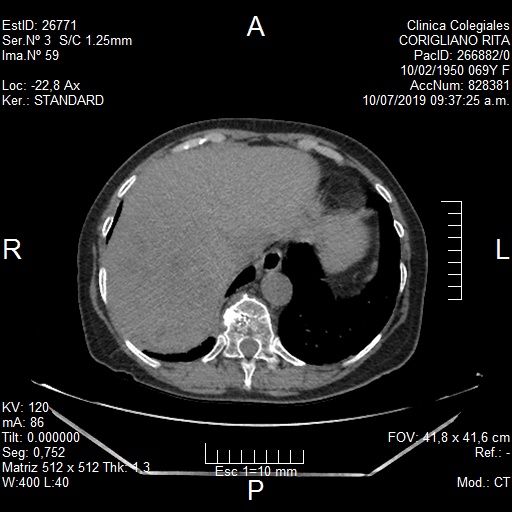 EstID: 26771
Ser.Nº 3 S/C 1.25mm
Ima.Nº 59
Loc: -22,8 Ax
Ker.: STANDARD
A
Clinica Colegiales
CORIGLIANO RITA
PacID: 266882/0
10/02/1950 069Y F
AccNum: 828381
10/07/2019 09:37:25 a.m.
R
L
KV: 120
mA: 86
Tilt: 0.000000
Seg: 0,752
Matriz 512 x 512 Thk: 1.3
W:400 L:40
Esc 1=10 mm
P
FOV: 41,8 x 41,6 cm
Ref.: -
Mod.: CT